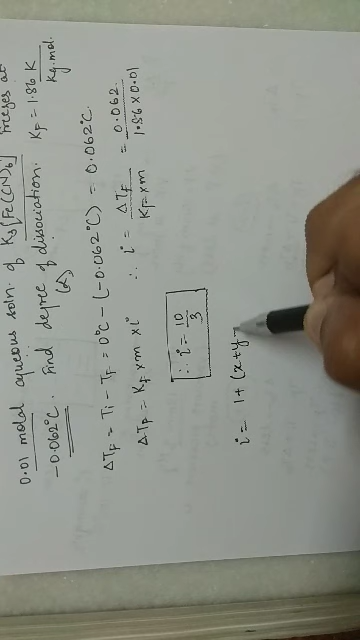 0.01 molal aqueous soln. of K3[Fe(CN)6] freezes at
-0.062°C. Find degree of dissociation. KF = 1.86 K
(α) Kg.mol.
ΔTF = Ti - TF = 0°C - (-0.062°C) = 0.062°C.
ΔTF = KF × m × i ∴ i = ΔTF / KF × m = 0.062 / 1.86 × 0.01
∴ i = 10/3
i = 1 + (x+y-